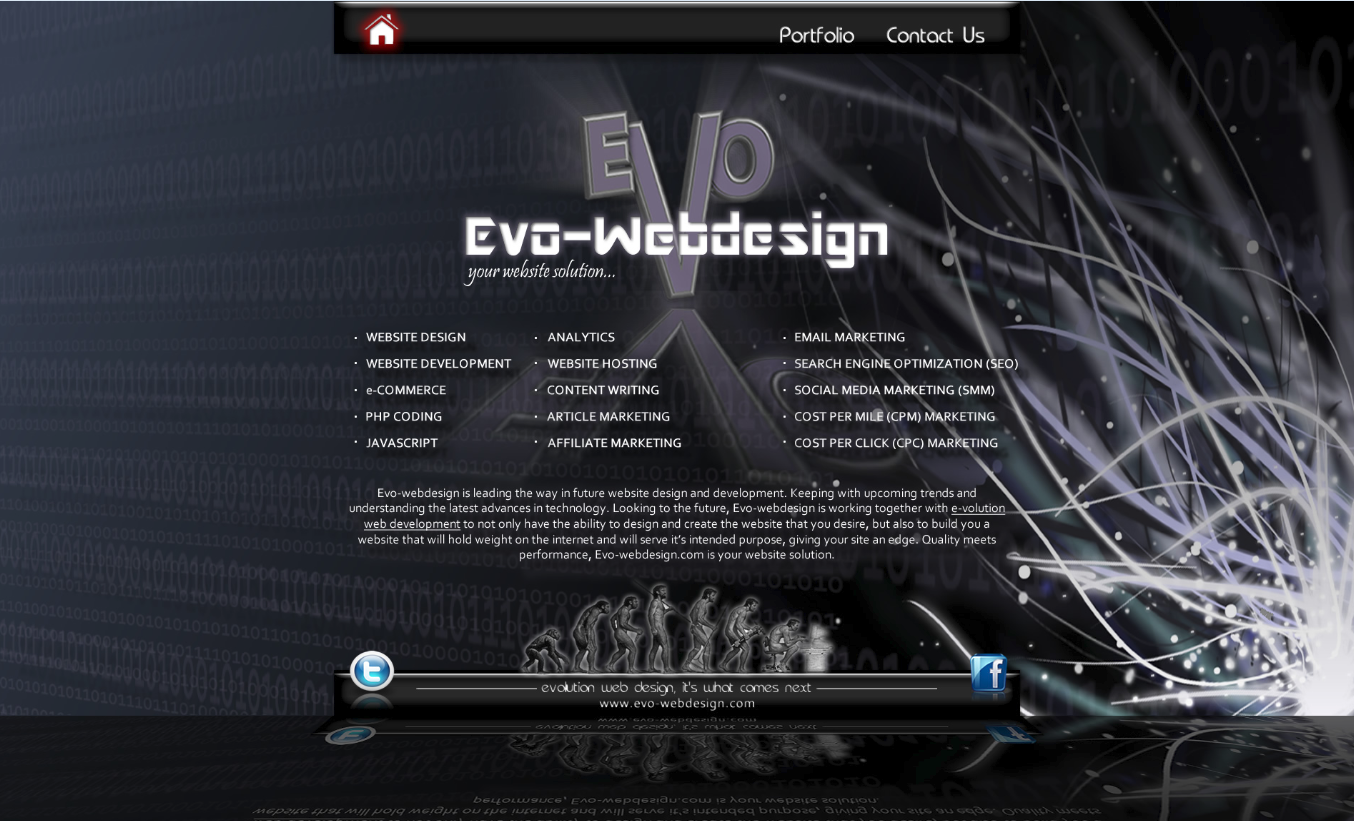 Portfolio Contact Us
EVO
Evo-Webdesign
your website solution...
· WEBSITE DESIGN · ANALYTICS · EMAIL MARKETING
· WEBSITE DEVELOPMENT · WEBSITE HOSTING · SEARCH ENGINE OPTIMIZATION (SEO)
· e-COMMERCE · CONTENT WRITING · SOCIAL MEDIA MARKETING (SMM)
· PHP CODING · ARTICLE MARKETING · COST PER MILE (CPM) MARKETING
· JAVASCRIPT · AFFILIATE MARKETING · COST PER CLICK (CPC) MARKETING
Evo-webdesign is leading the way in future website design and development. Keeping with upcoming trends and
understanding the latest advances in technology. Looking to the future, Evo-webdesign is working together with e-volution
web development to not only have the ability to design and create the website that you desire, but also to build you a
website that will hold weight on the internet and will serve it's intended purpose, giving your site an edge. Quality meets
performance, Evo-webdesign.com is your website solution.
evolution web design, it's what comes next
www.evo-webdesign.com